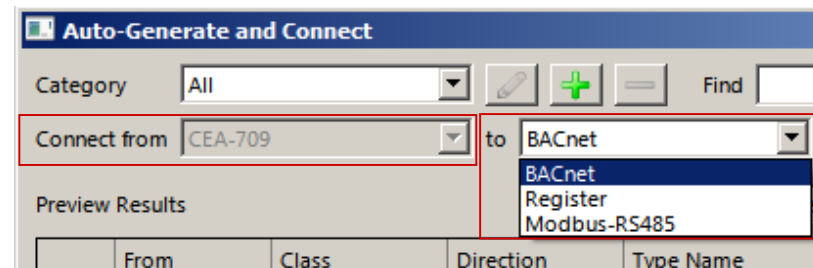 Auto-Generate and Connect
Category All Find
Connect from CEA-709 to BACnet
BACnet
Register
Preview Results
Modbus-RS485
From Class Direction Type Name